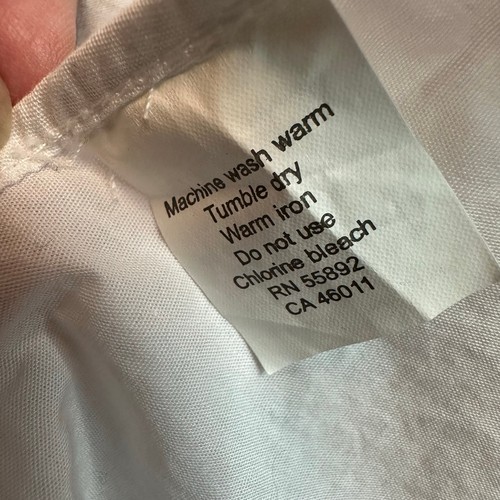 Machine wash warm
Tumble dry
Warm iron
Do not use
Chlorine bleach
RN 55892
CA 46011